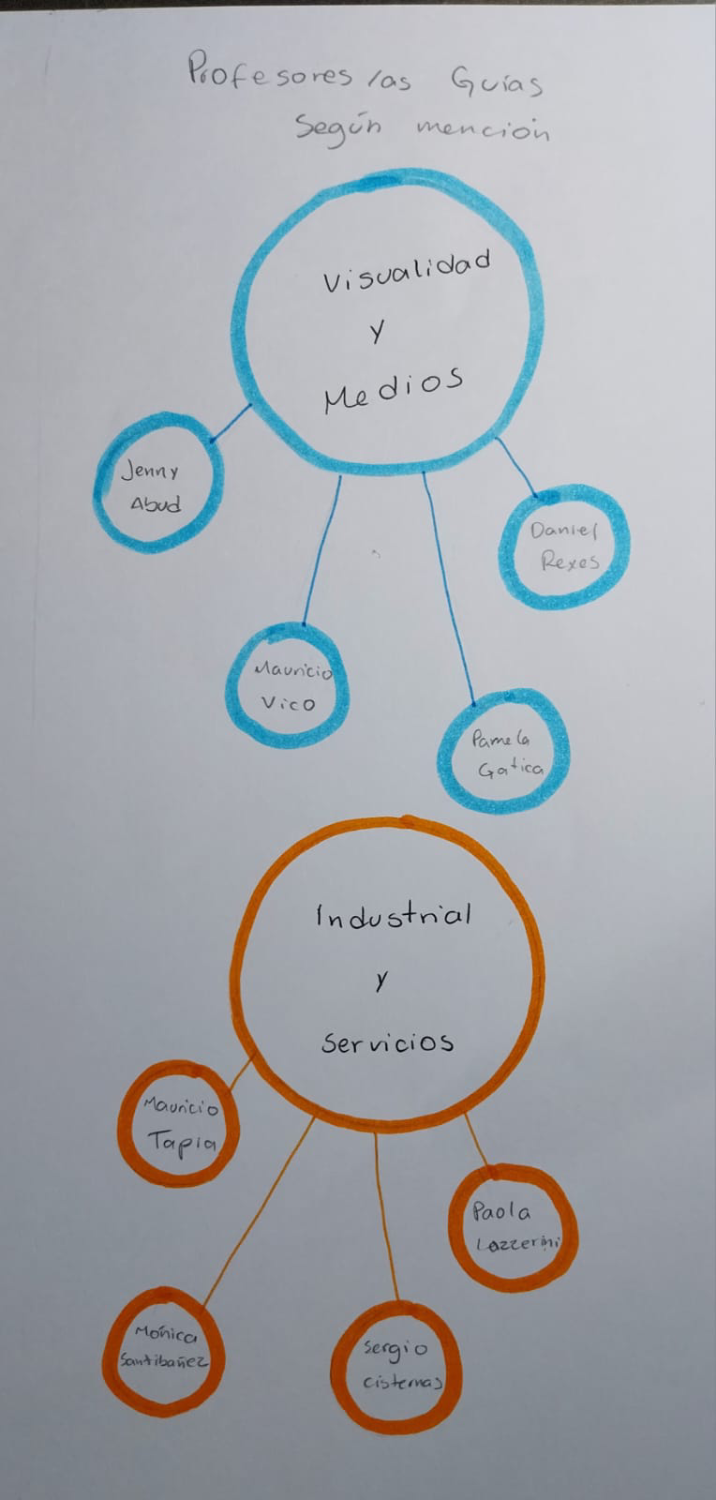 Profesores/as Guías
Según mención
Visualidad
y
Medios
Jenny
Abud
Daniel
Rexes
Mauricio
Vico
Pamela
Gatica
Industrial
y
Servicios
Mauricio
Tapia
Paola
Lazzerini
Mónica
Santibañez
Sergio
Cisternas